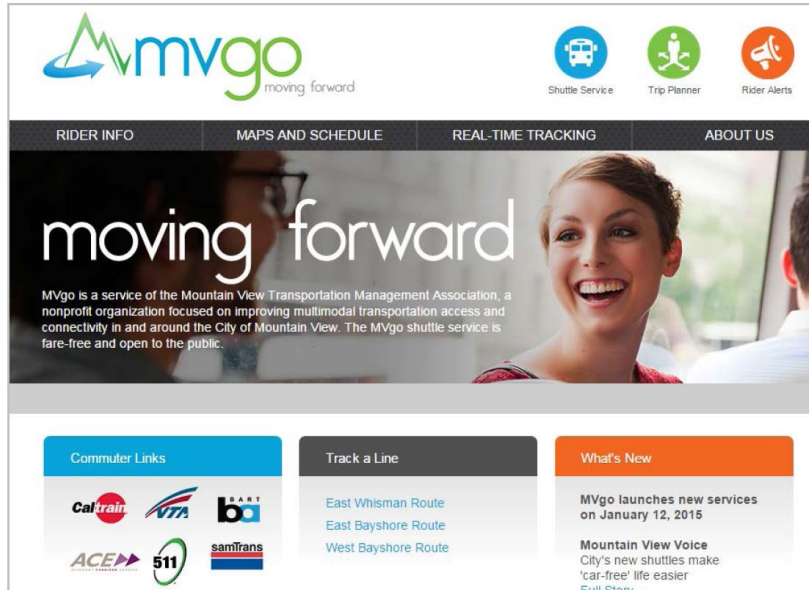 mvgo
moving forward
Shuttle Service
Trip Planner
Rider Alerts
RIDER INFO
MAPS AND SCHEDULE
REAL-TIME TRACKING
ABOUT US
moving forward
MVgo is a service of the Mountain View Transportation Management Association, a
nonprofit organization focused on improving multimodal transportation access and
connectivity in and around the City of Mountain View. The MVgo shuttle service is
fare-free and open to the public.
Commuter Links
Caltrain
VTA
BART
ba
ACE
511
samTrans
Track a Line
East Whisman Route
East Bayshore Route
West Bayshore Route
What's New
MVgo launches new services
on January 12, 2015
Mountain View Voice
City's new shuttles make
'car-free' life easier
Full Story